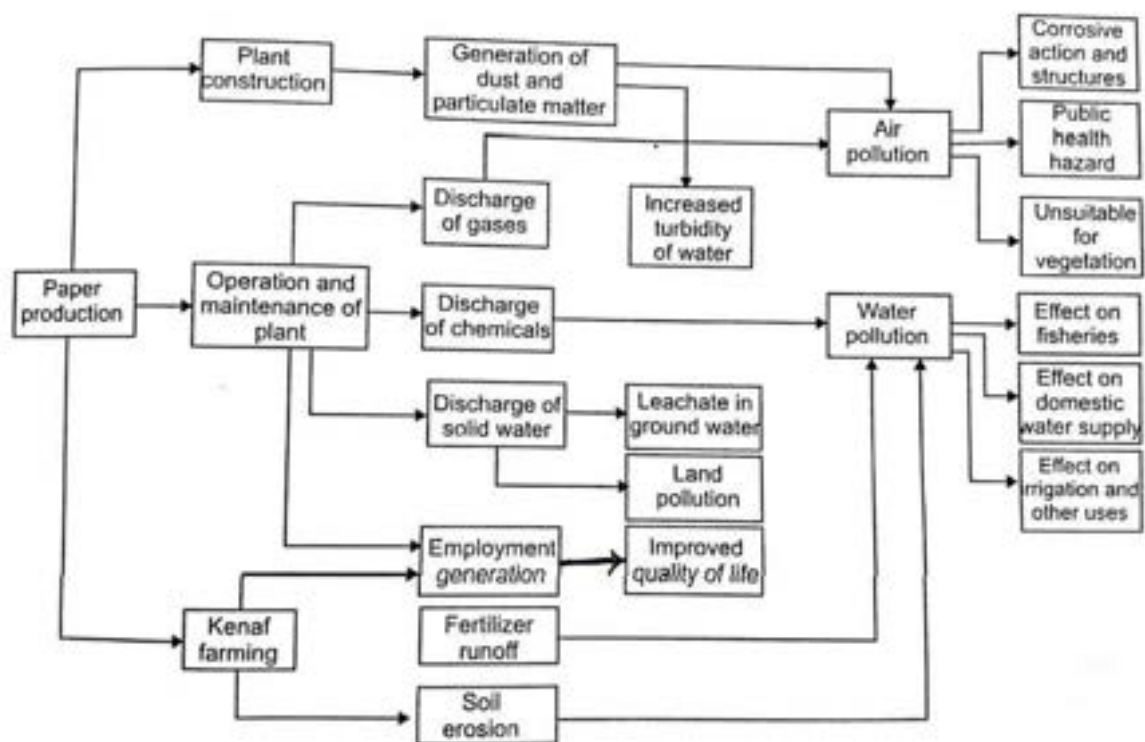 Plant
construction
Generation of
dust and
particulate matter
Corrosive
action and
structures
Air
pollution
Public
health
hazard
Discharge
of gases
Increased
turbidity
of water
Unsuitable
for
vegetation
Paper
production
Operation and
maintenance of
plant
Discharge
of chemicals
Water
pollution
Effect on
fisheries
Discharge of
solid water
Leachate in
ground water
Effect on
domestic
water supply
Land
pollution
Effect on
irrigation and
other uses
Employment
generation
Improved
quality of life
Kenaf
farming
Fertilizer
runoff
Soil
erosion